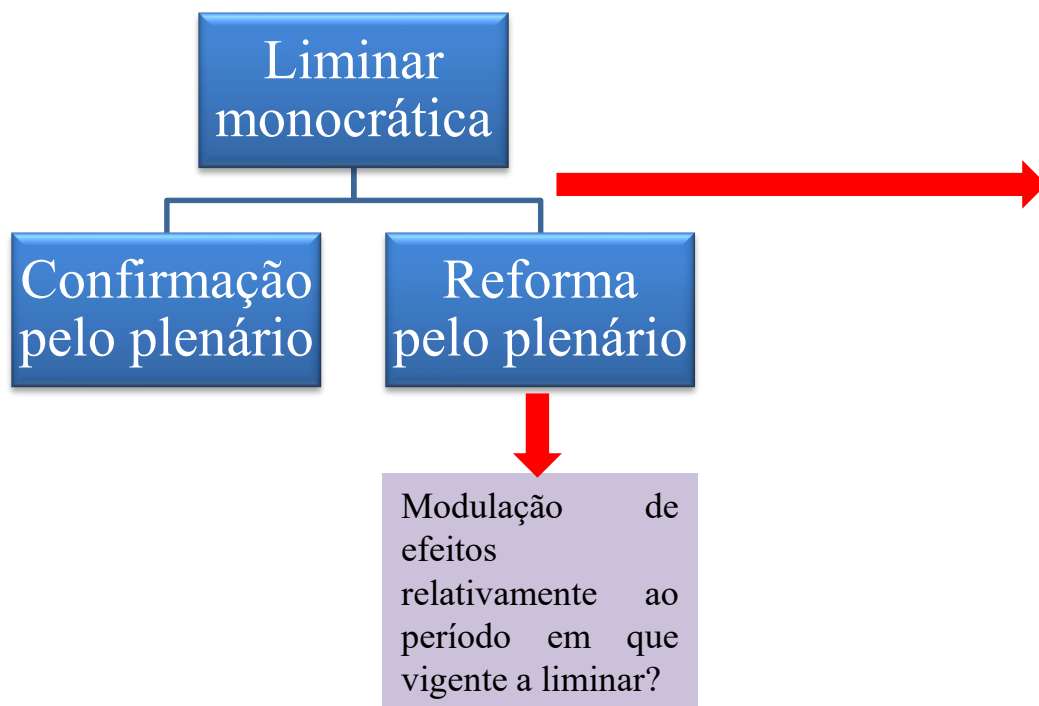 Liminar
monocrática
Confirmação
pelo plenário
Reforma
pelo plenário
Modulação de
efeitos
relativamente ao
período em que
vigente a liminar?